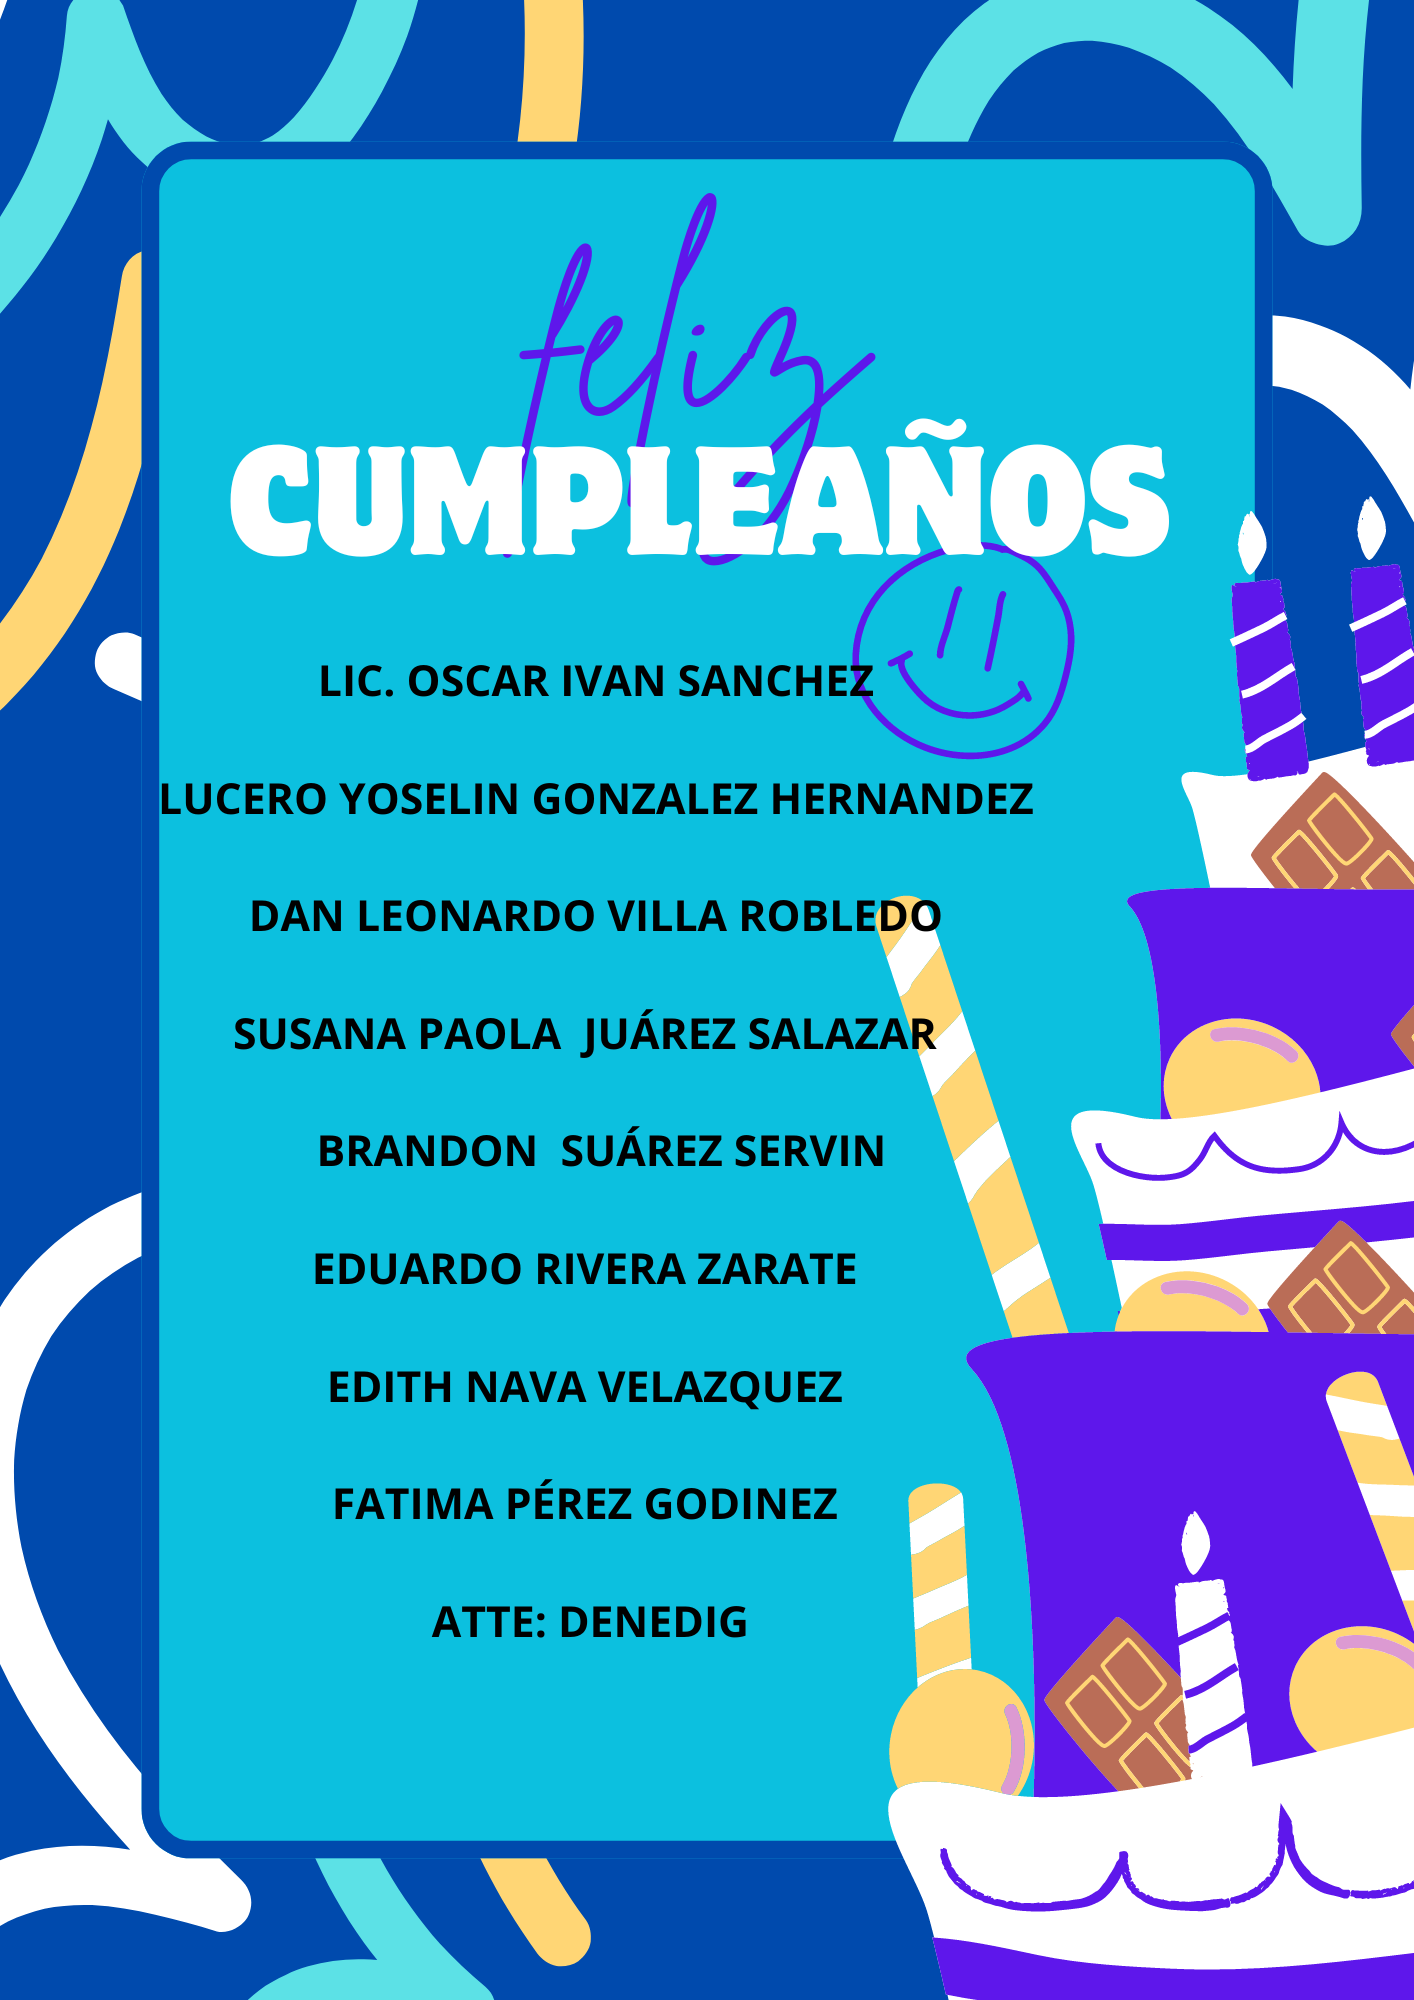 feliz
CUMPLEAÑOS
LIC. OSCAR IVAN SANCHEZ
LUCERO YOSELIN GONZALEZ HERNANDEZ
DAN LEONARDO VILLA ROBLEDO
SUSANA PAOLA  JUÁREZ SALAZAR
BRANDON  SUÁREZ SERVIN
EDUARDO RIVERA ZARATE
EDITH NAVA VELAZQUEZ
FATIMA PÉREZ GODINEZ
ATTE: DENEDIG